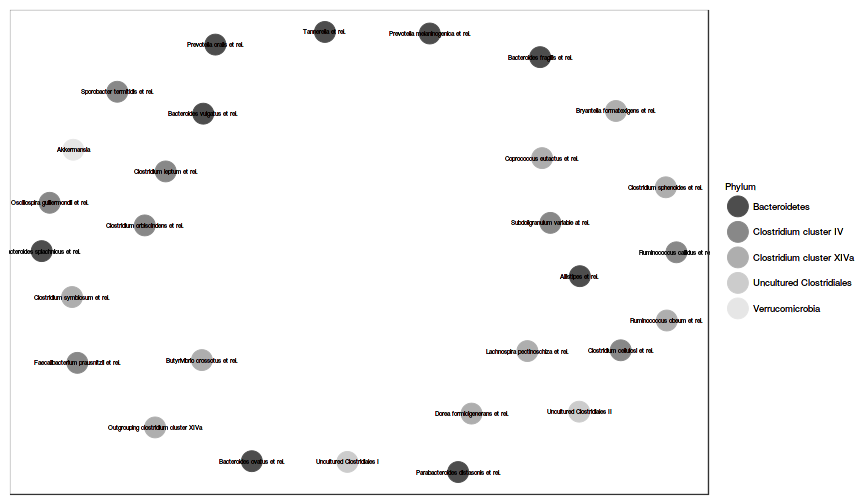 Tannerella et rel.
Prevotella melaninogenica et rel.
Prevotella oralis et rel.
Bacteroides fragilis et rel.
Sporobacter termitidis et rel.
Bryantella formatexigens et rel.
Bacteroides vulgatus et rel.
Akkermansia
Coprococcus eutactus et rel.
Clostridium leptum et rel.
Clostridium sphenoides et rel.
Phylum
Oscillospira guillermondii et rel.
Bacteroidetes
Clostridium orbiscindens et rel.
Subdoligranulum variable at rel.
Clostridium cluster IV
cteroides splachnicus et rel.
Ruminococcus callidus et re
Clostridium cluster XIVa
Allistipes et rel.
Uncultured Clostridiales
Clostridium symbiosum et rel.
Verrucomicrobia
Ruminococcus obeum et rel.
Lachnospira pectinoschiza et rel.
Clostridium cellulosi et rel.
Faecalibacterium prausnitzii et rel.
Butyrivibrio crossotus et rel.
Dorea formicigenerans et rel.
Uncultured Clostridiales II
Outgrouping clostridium cluster XIVa
Bacteroides ovatus et rel.
Uncultured Clostridiales I
Parabacteroides distasonis et rel.